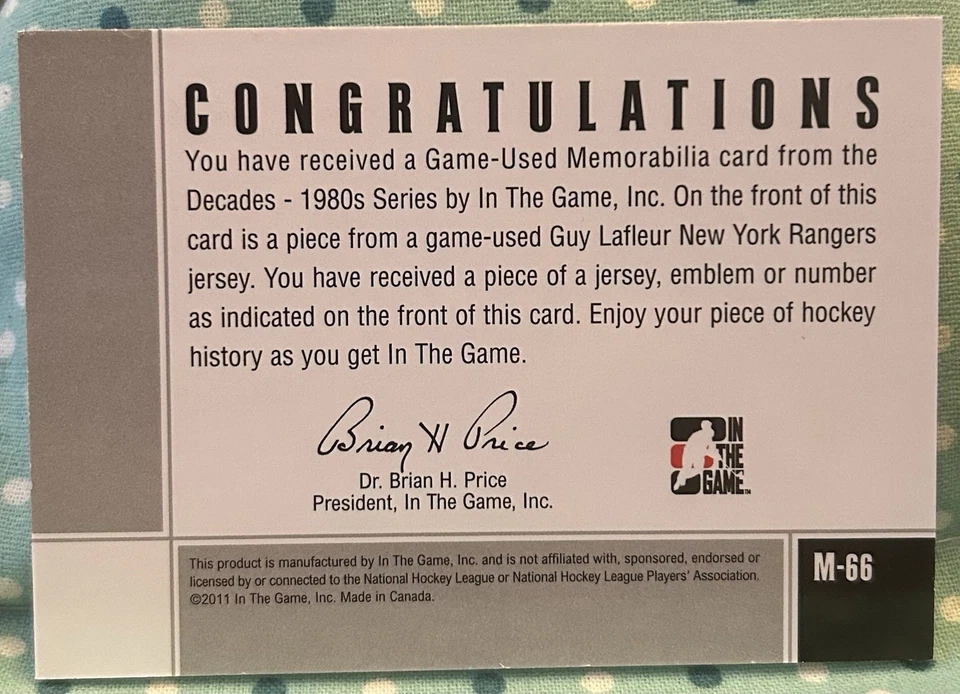 CONGRATULATIONS
You have received a Game-Used Memorabilia card from the
Decades - 1980s Series by In The Game, Inc. On the front of this
card is a piece from a game-used Guy Lafleur New York Rangers
jersey. You have received a piece of a jersey, emblem or number
as indicated on the front of this card. Enjoy your piece of hockey
history as you get In The Game.
Brian H Price
Dr. Brian H. Price
President, In The Game, Inc.
IN
THE
GAME™
This product is manufactured by In The Game, Inc. and is not affiliated with, sponsored, endorsed or
licensed by or connected to the National Hockey League or National Hockey League Players' Association.
©2011 In The Game, Inc. Made in Canada.
M-66